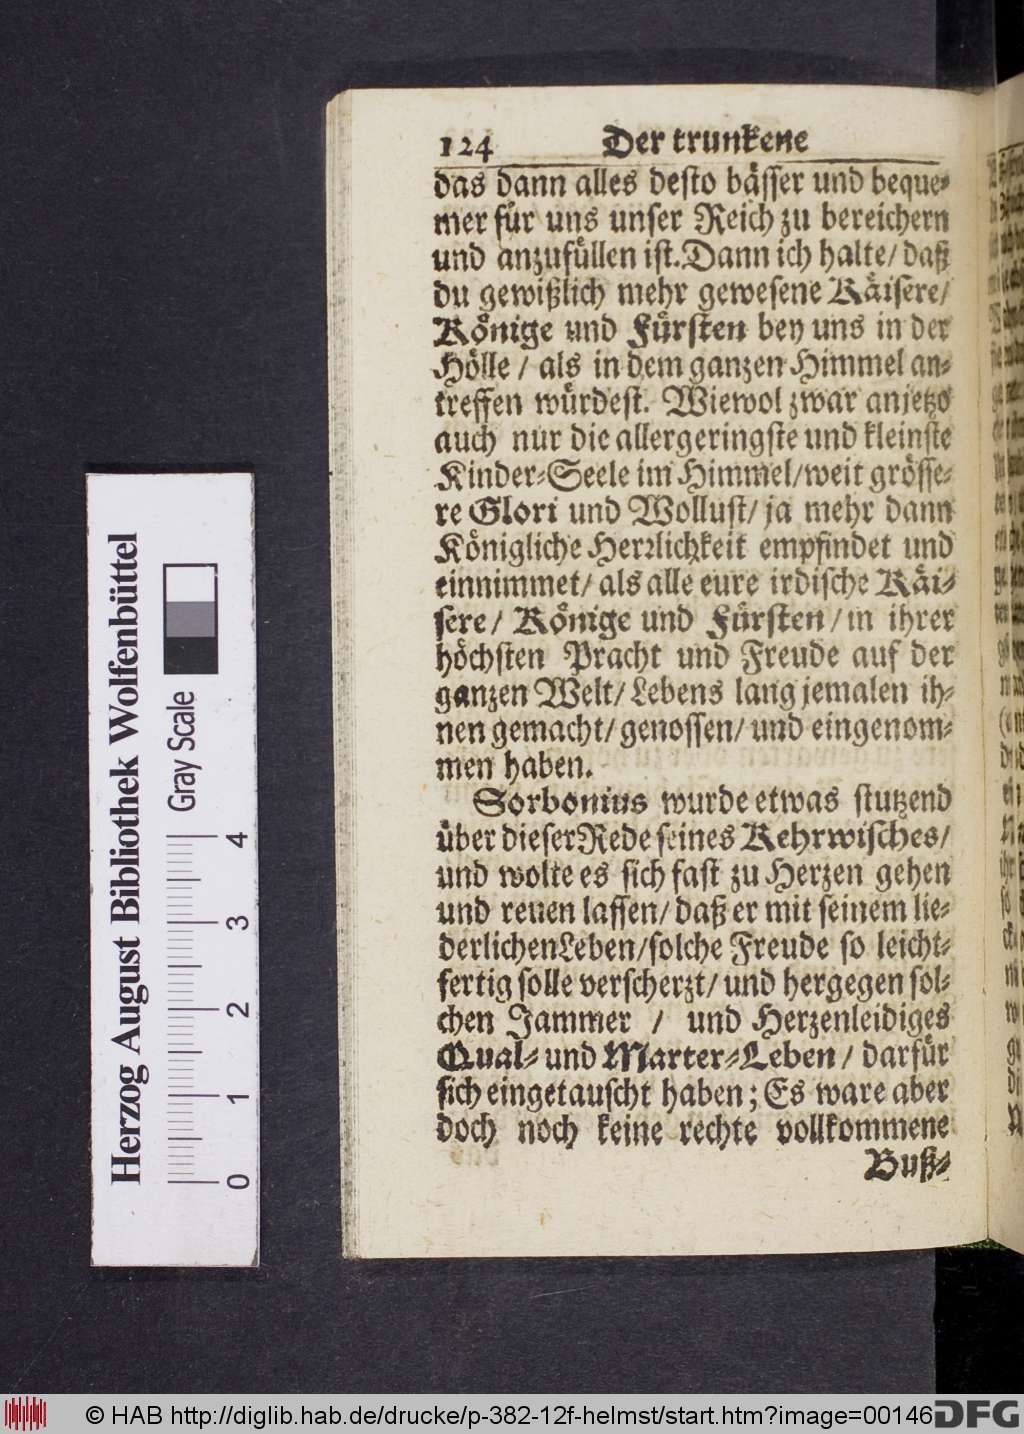 124 Der trunkene
das dann alles desto bässer und beque-
mer für uns unser Reich zu bereichern
und anzufüllen ist. Dann ich halte/ daß
du gewißlich mehr gewesene Käisere/
Könige und Fürsten bey uns in der
Hölle / als in dem ganzen Himmel an-
treffen würdest. Wiewol zwar anjetzo
auch nur die allergeringste und kleinste
Kinder-Seele im Himmel/weit grösse-
re Glori und Wollust/ ja mehr dann
Königliche Herrlichkeit empfindet und
einnimmet/ als alle eure irdische Käi-
sere/ Könige und Fürsten/ in ihrer
höchsten Pracht und Freude auf der
ganzen Welt/ Lebens lang jemalen ih-
nen gemacht/ genossen/ und eingenom-
men haben.
Sorbonius wurde etwas stutzend
über dieser Rede seines Kehrwisches/
und wolte es sich fast zu Herzen gehen
und reuen lassen/ daß er mit seinem lie-
derlichen Leben/solche Freude so leicht-
fertig solle verscherzt/ und hergegen sol-
chen Jammer / und Herzenleidiges
Qual- und Marter-Leben/ darfür
sich eingetauscht haben; Es ware aber
doch noch keine rechte vollkommene
Buß-
Herzog August Bibliothek Wolfenbüttel
Gray Scale
0 1 2 3 4
© HAB http://diglib.hab.de/drucke/p-382-12f-helmst/start.htm?image=00146
DFG